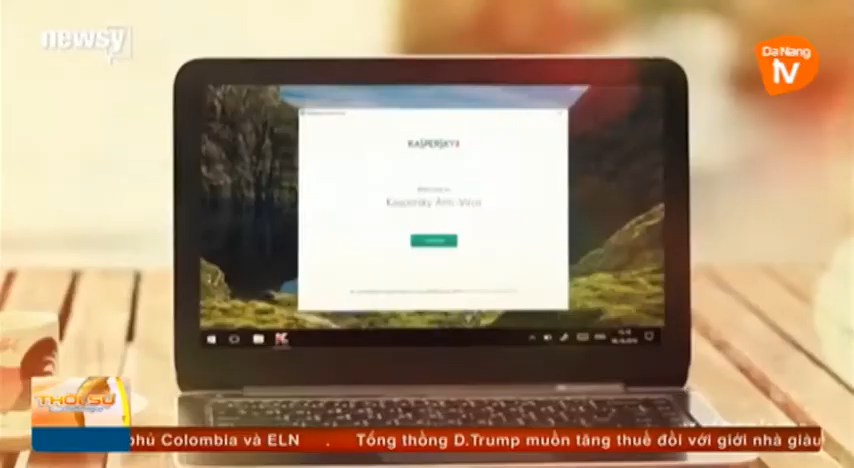 newsy
Da Nang
TV
KASPERSKY
Kaspersky Anti-Virus
THỜI SỰ
phủ Colombia và ELN . Tổng thống D.Trump muốn tăng thuế đối với giới nhà giàu